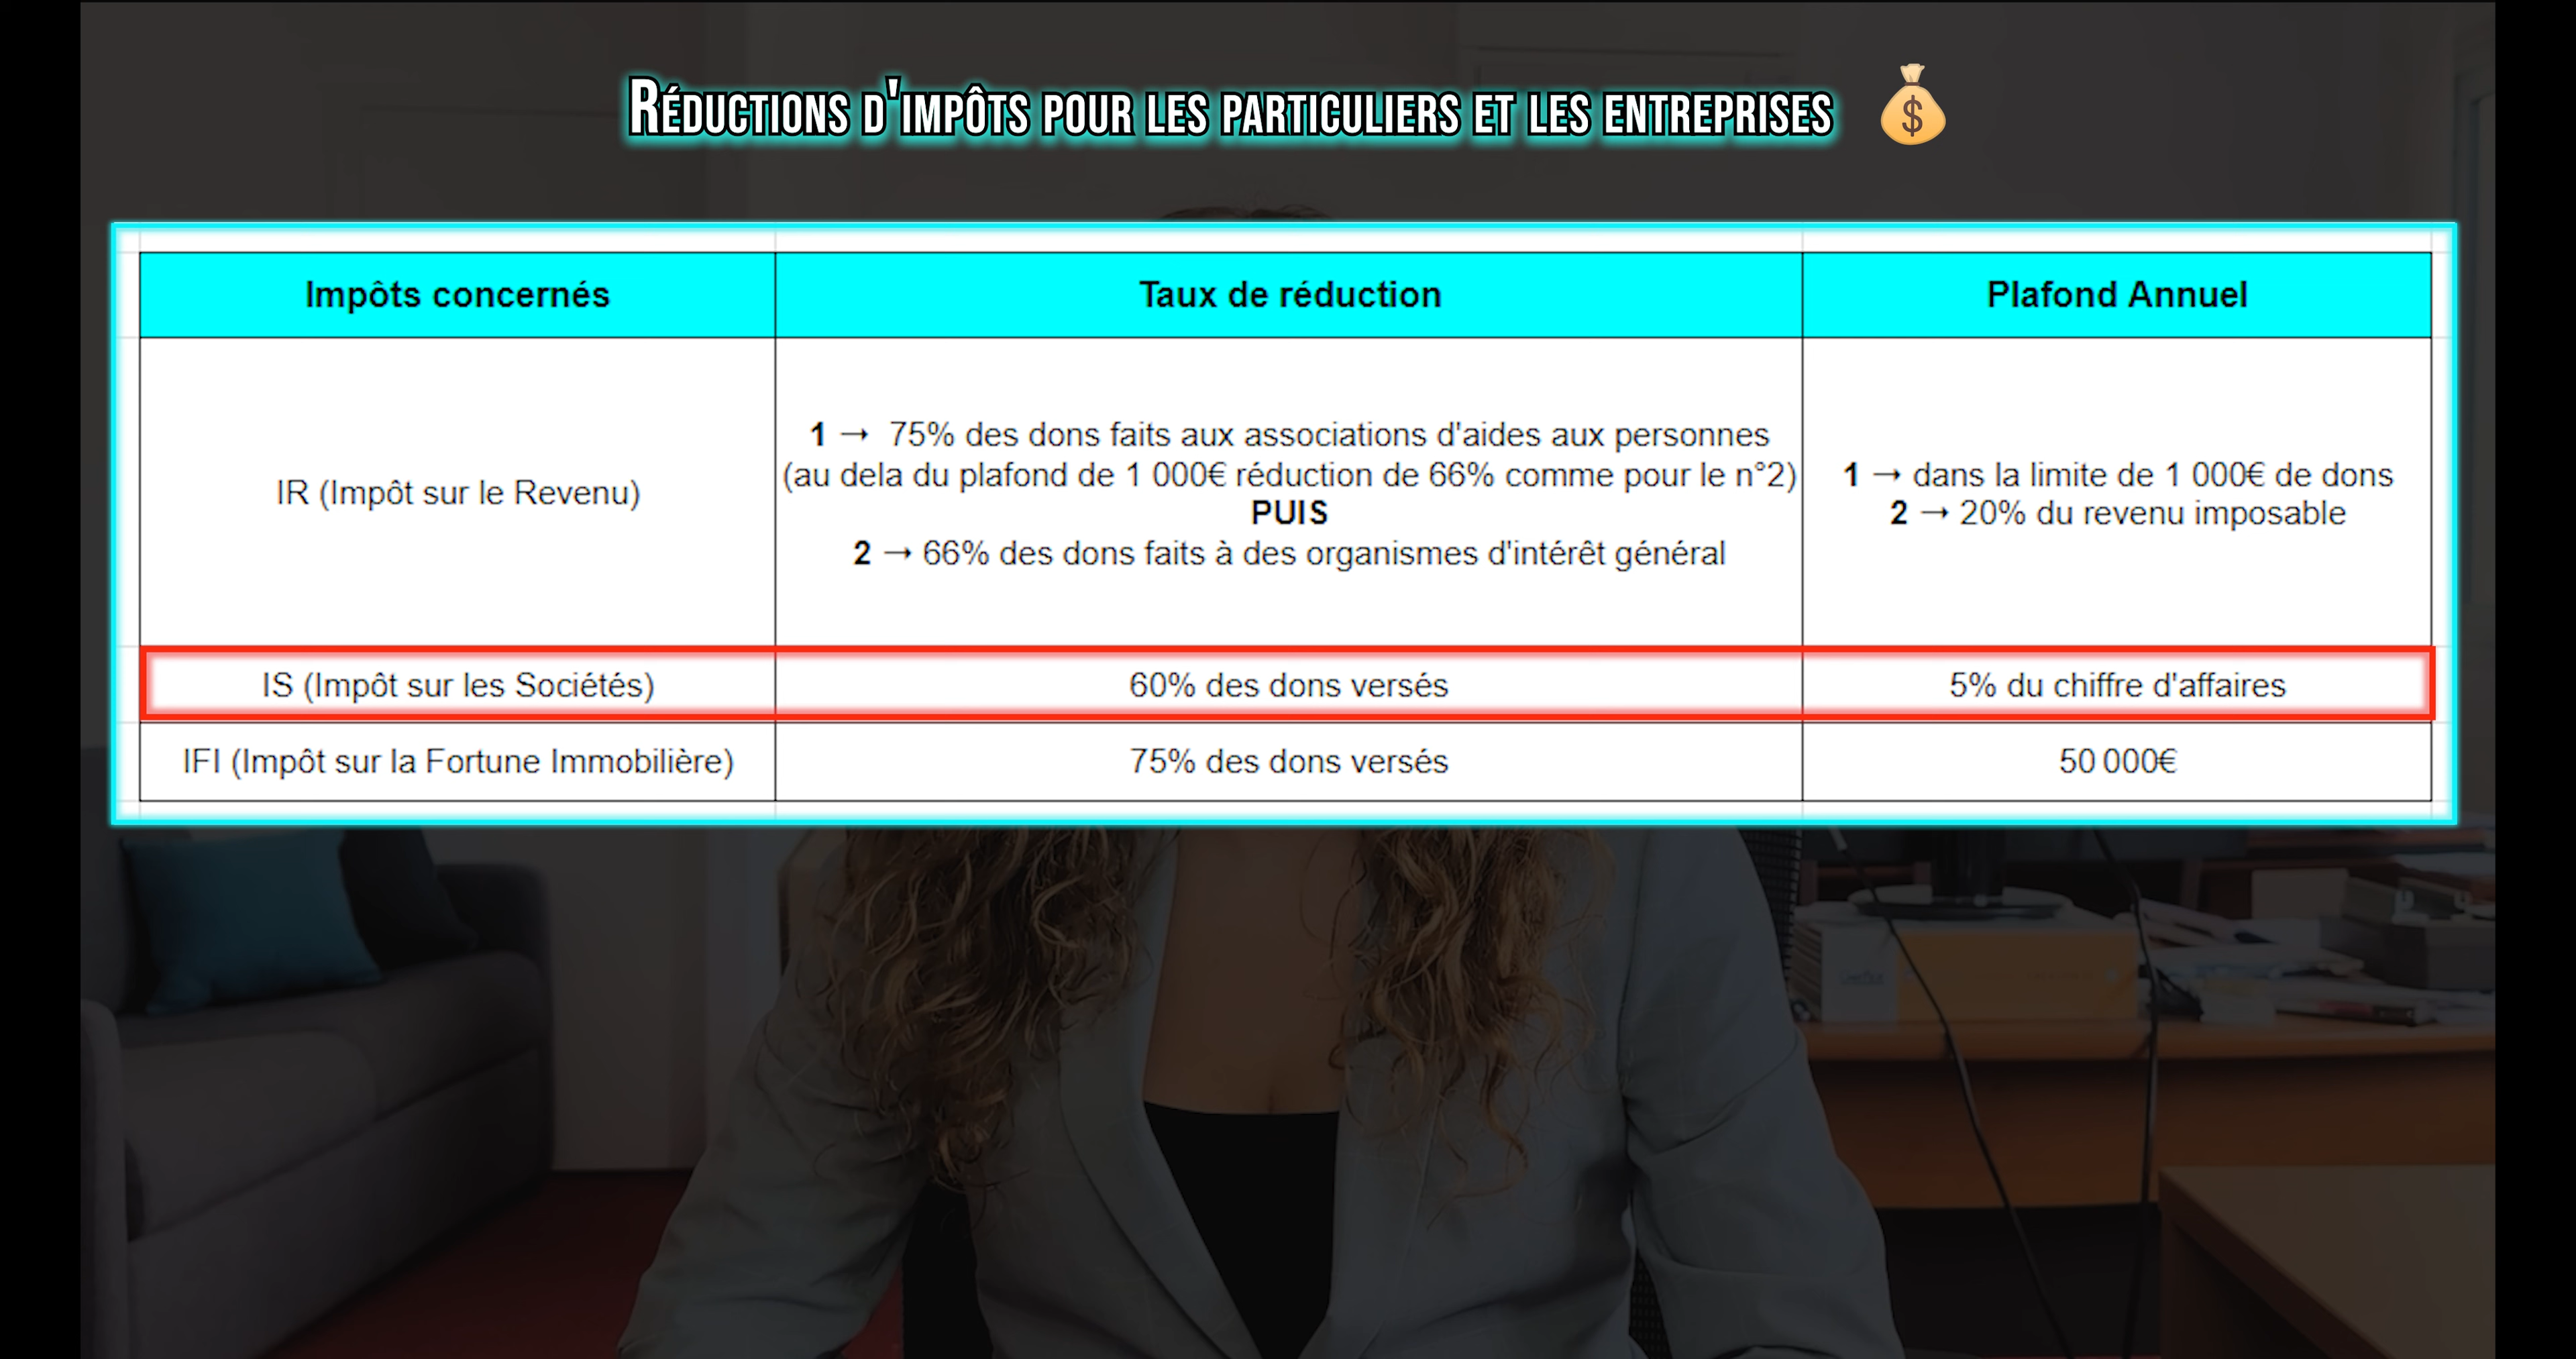 Réductions d'impôts pour les particuliers et les entreprises
Impôts concernés
Taux de réduction
Plafond Annuel
IR (Impôt sur le Revenu)
1 → 75% des dons faits aux associations d'aides aux personnes
(au dela du plafond de 1 000€ réduction de 66% comme pour le n°2)
PUIS
2 → 66% des dons faits à des organismes d'intérêt général
1 → dans la limite de 1 000€ de dons
2 → 20% du revenu imposable
IS (Impôt sur les Sociétés)
60% des dons versés
5% du chiffre d'affaires
IFI (Impôt sur la Fortune Immobilière)
75% des dons versés
50 000€